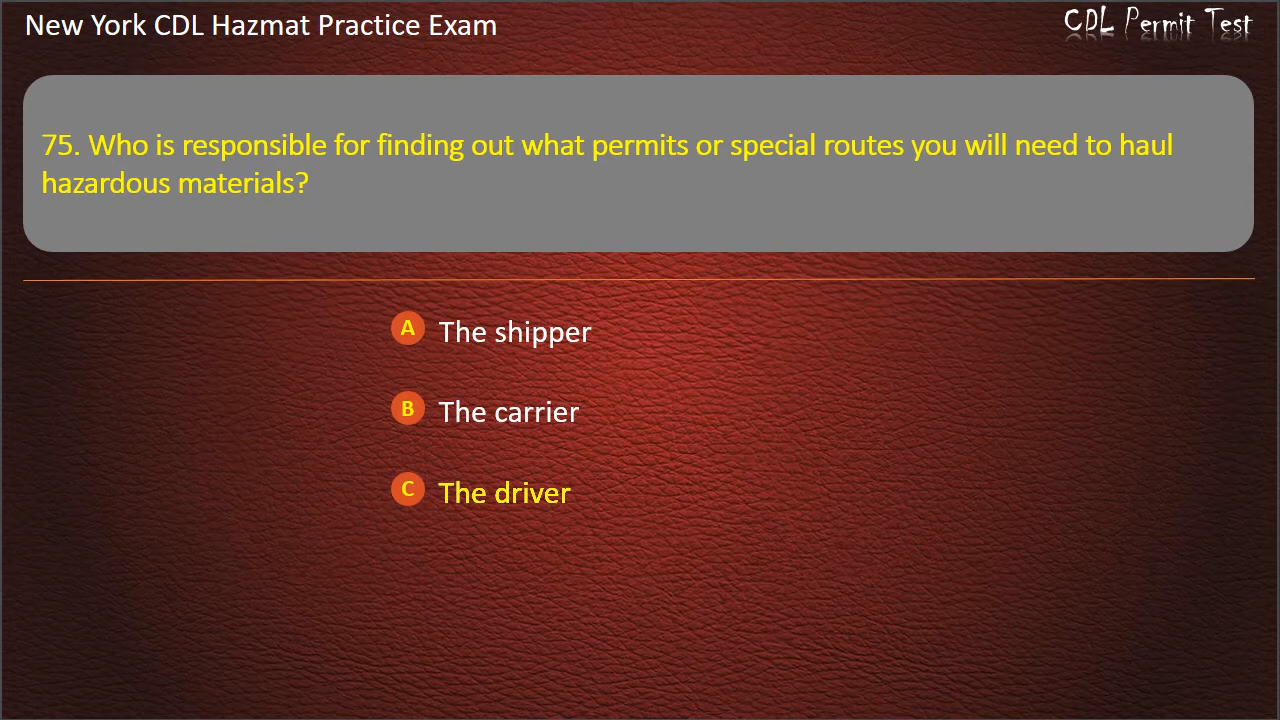 New York CDL Hazmat Practice Exam
CDL Permit Test
75. Who is responsible for finding out what permits or special routes you will need to haul
hazardous materials?
A The shipper
B The carrier
C The driver